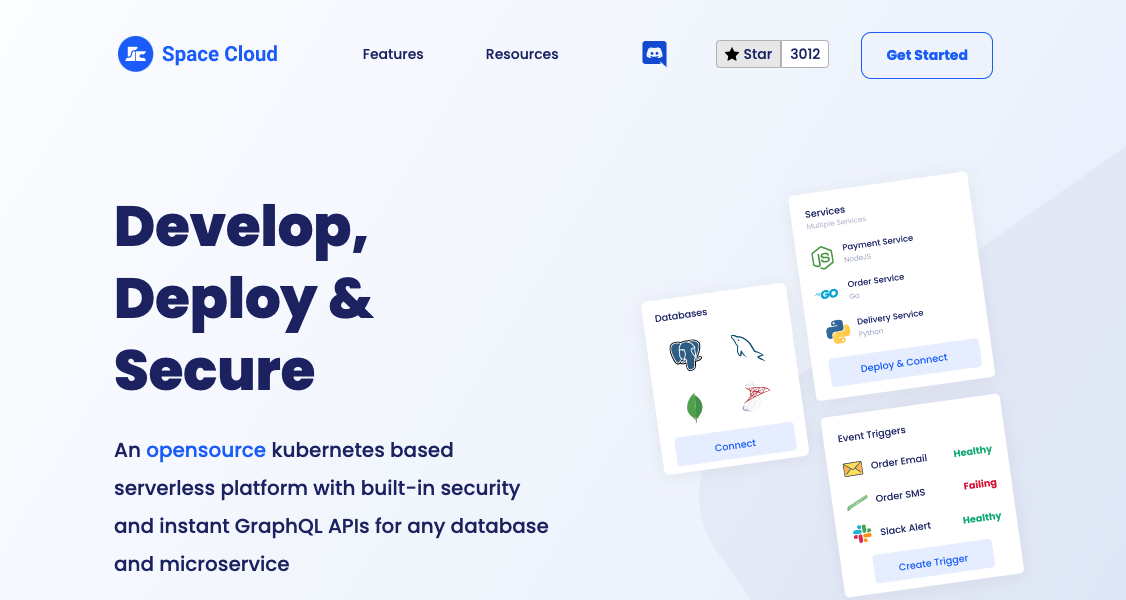 Space Cloud
Features
Resources
Star
3012
Get Started
Develop,
Deploy &
Secure
An opensource kubernetes based
serverless platform with built-in security
and instant GraphQL APIs for any database
and microservice
Databases
Connect
Services
Multiple Services
JS
Payment Service
NodeJS
GO
Order Service
Go
Delivery Service
Python
Deploy & Connect
Event Triggers
Order Email Healthy
Order SMS Failing
Slack Alert Healthy
Create Trigger